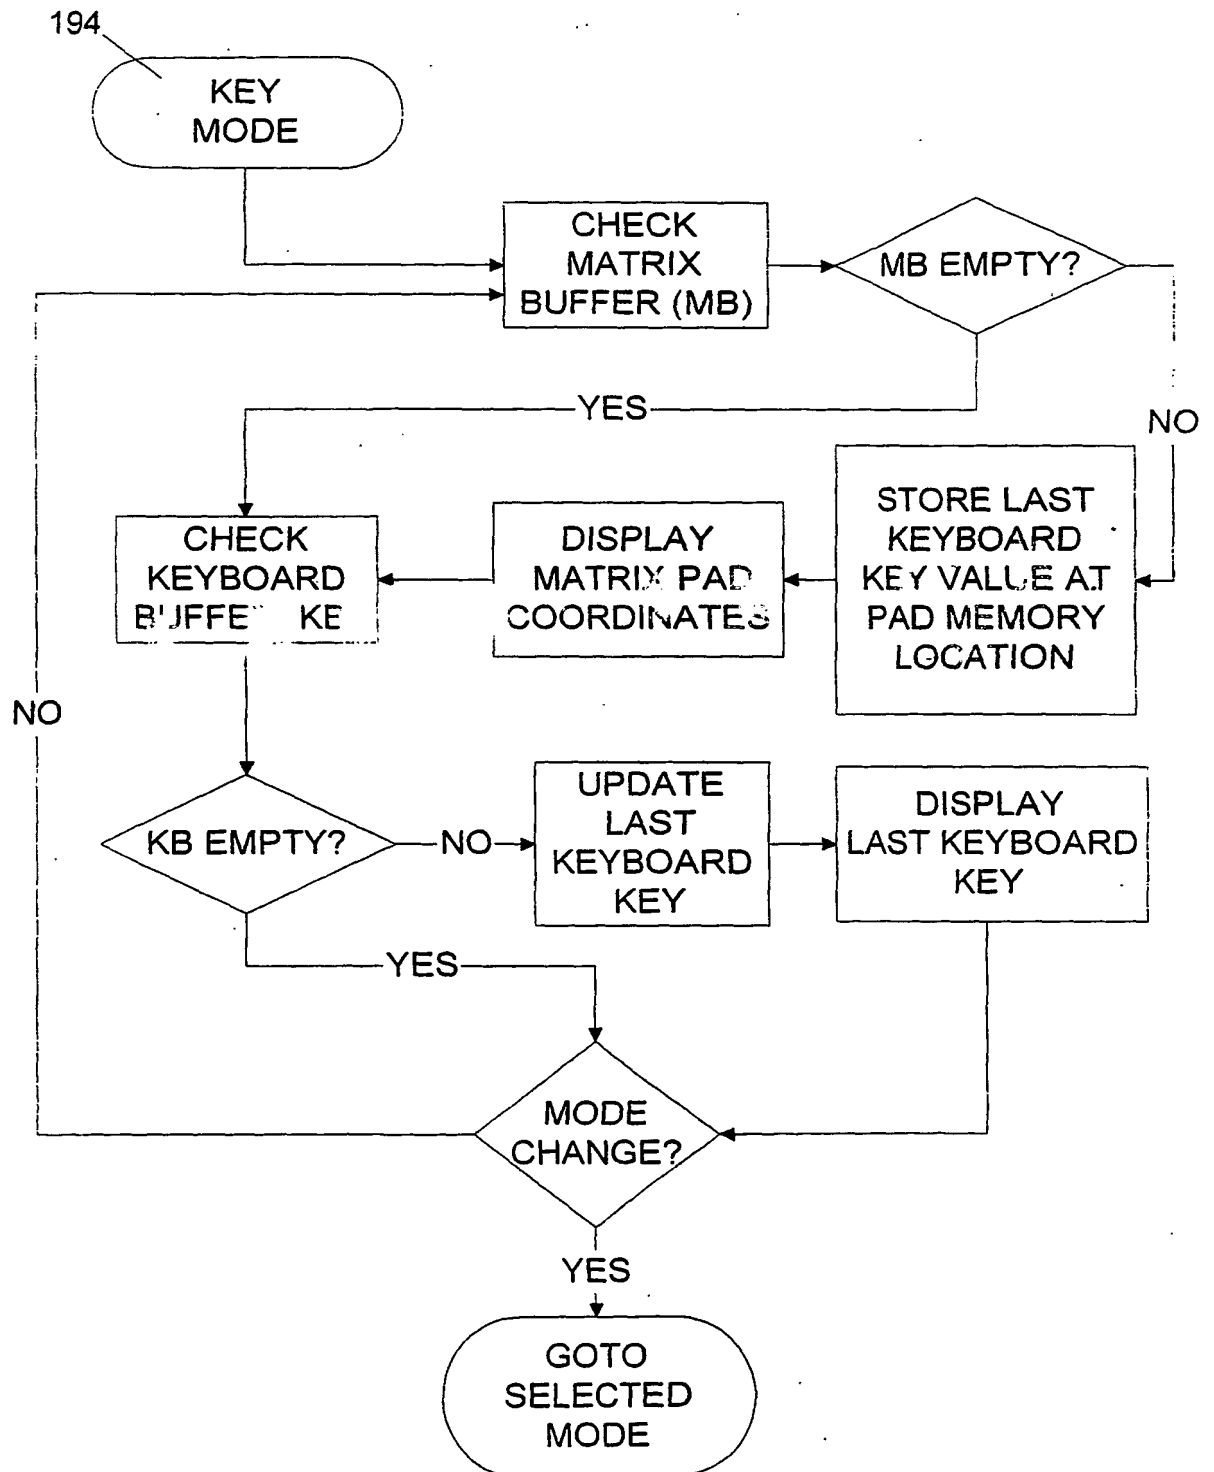 194
KEY
MODE
CHECK
MATRIX
BUFFER (MB)
MB EMPTY?
YES
NO
STORE LAST
KEYBOARD
KEY VALUE AT
PAD MEMORY
LOCATION
DISPLAY
MATRIX PAD
COORDINATES
CHECK
KEYBOARD
NO
KB EMPTY?
NO
UPDATE
LAST
KEYBOARD
KEY
DISPLAY
LAST KEYBOARD
KEY
YES
MODE
CHANGE?
YES
GOTO
SELECTED
MODE